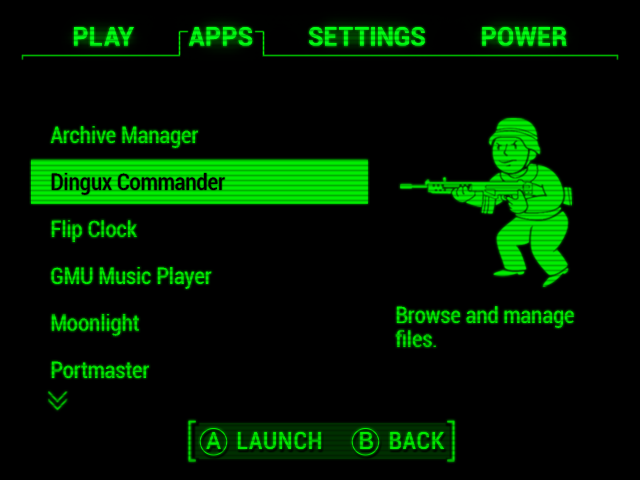 PLAY APPS SETTINGS POWER
Archive Manager
Dingux Commander
Flip Clock
GMU Music Player
Moonlight
Portmaster
Browse and manage
files.
A LAUNCH B BACK